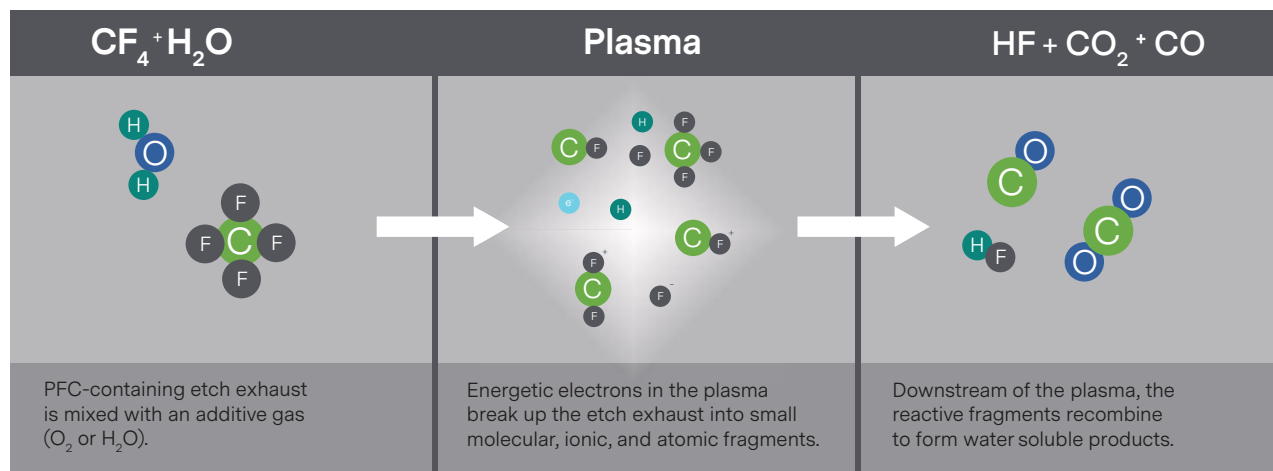 CF₄ + H₂O
Plasma
HF + CO₂ + CO
H
O
H
F
F
C
F
F
C
F
H
F
F
C
F
F
e⁻
H
C
F⁺
F⁺
C
F
F⁻
O
C
O
C
O
H
F
PFC-containing etch exhaust
is mixed with an additive gas
(O₂ or H₂O).
Energetic electrons in the plasma
break up the etch exhaust into small
molecular, ionic, and atomic fragments.
Downstream of the plasma, the
reactive fragments recombine
to form water soluble products.